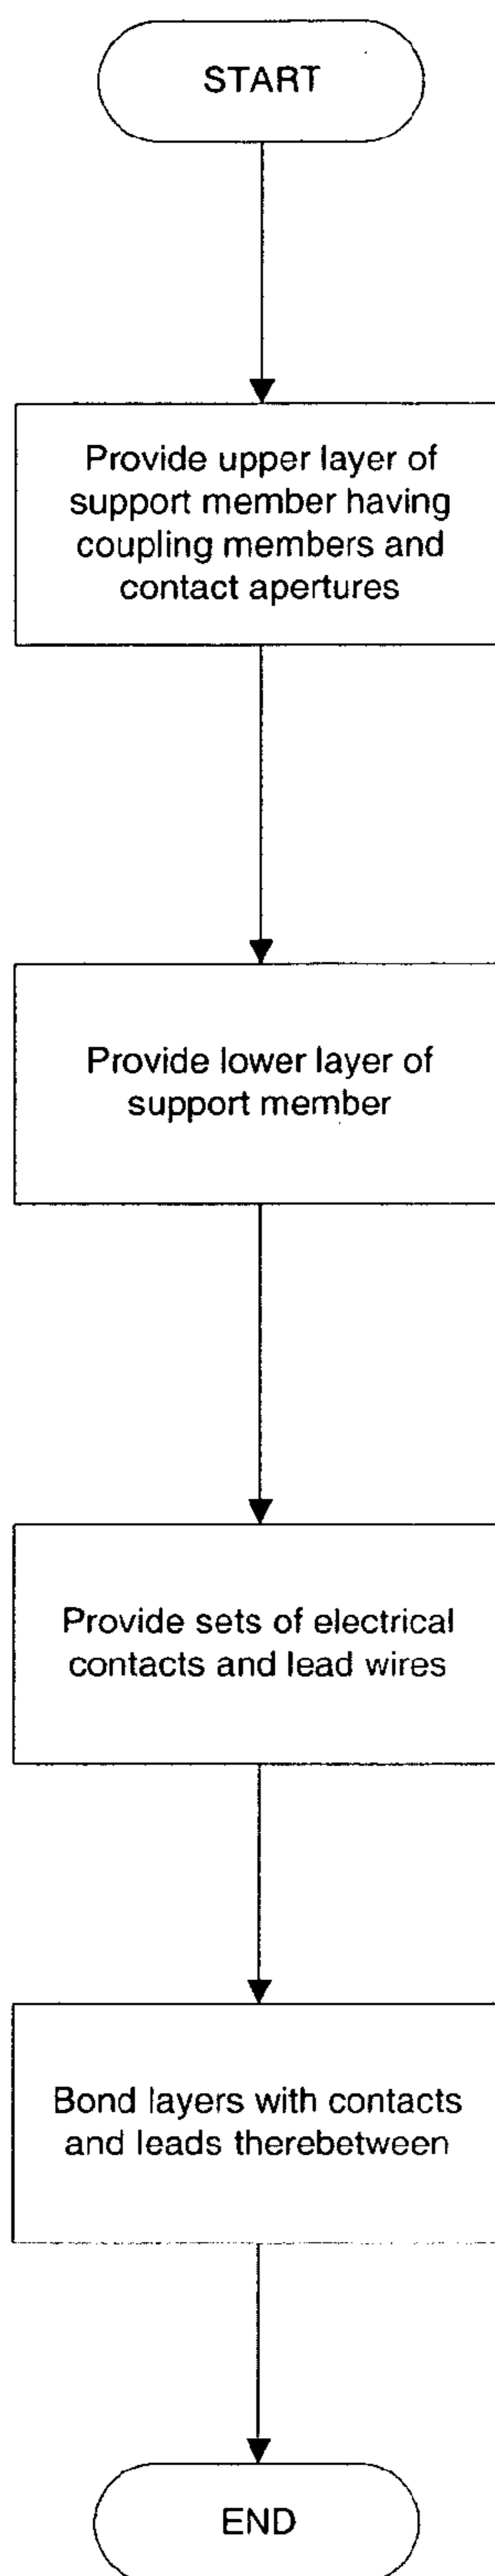 START
Provide upper layer of
support member having
coupling members and
contact apertures
Provide lower layer of
support member
Provide sets of electrical
contacts and lead wires
Bond layers with contacts
and leads therebetween
END